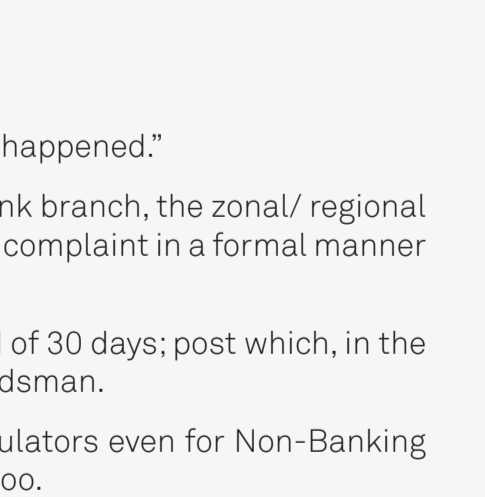 happened.”
nk branch, the zonal/ regional
complaint in a formal manner
of 30 days; post which, in the
dsman.
ulators even for Non-Banking
oo.